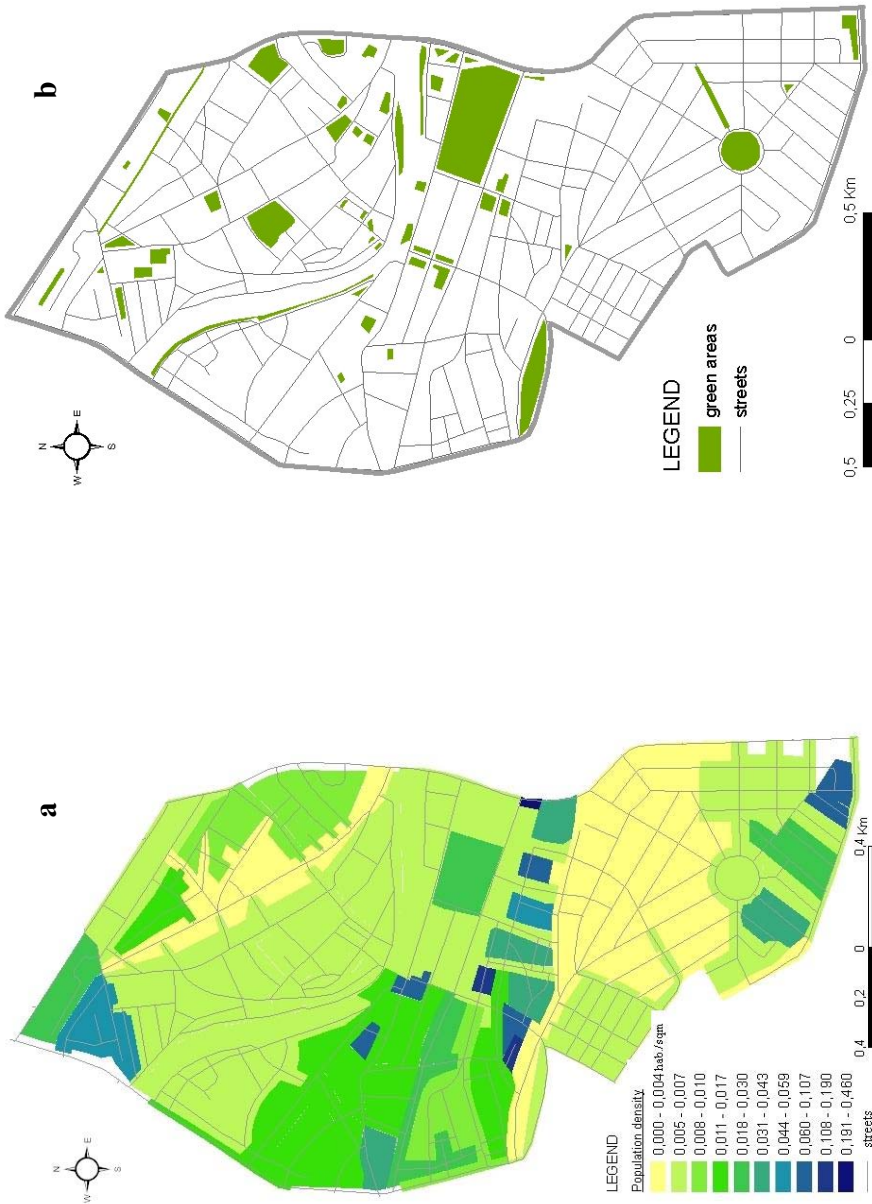 a
N
W E
S
LEGEND
Population density
0,000 - 0,004 hab./sqm
0,005 - 0,007
0,008 - 0,010
0,011 - 0,017
0,018 - 0,030
0,031 - 0,043
0,044 - 0,059
0,060 - 0,107
0,108 - 0,190
0,191 - 0,460
streets
0,4 0,2 0 0,4 Km
b
N
W E
S
LEGEND
green areas
streets
0,5 0,25 0 0,5 Km